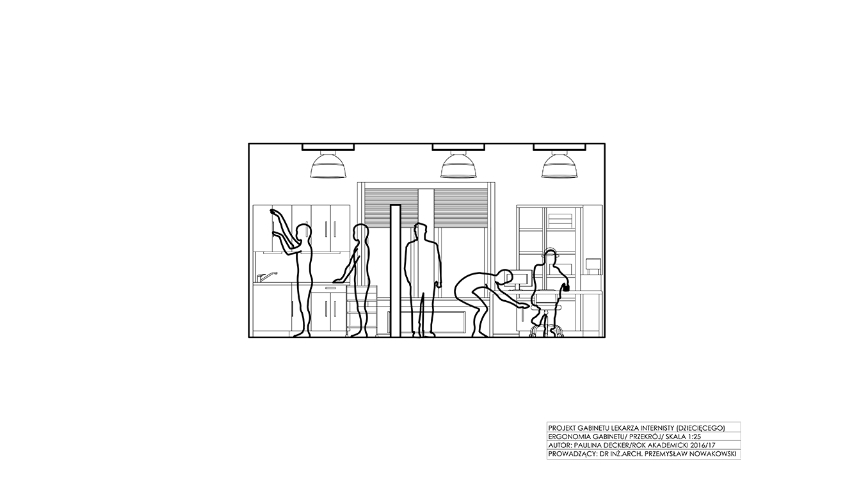 PROJEKT GABINETU LEKARZA INTERNISTY (DZIECIĘCEGO)
ERGONOMIA GABINETU/ PRZEKRÓJ/ SKALA 1:25
AUTOR: PAULINA DECKER/ROK AKADEMICKI 2016/17
PROWADZĄCY: DR INŻ.ARCH. PRZEMYSŁAW NOWAKOWSKI